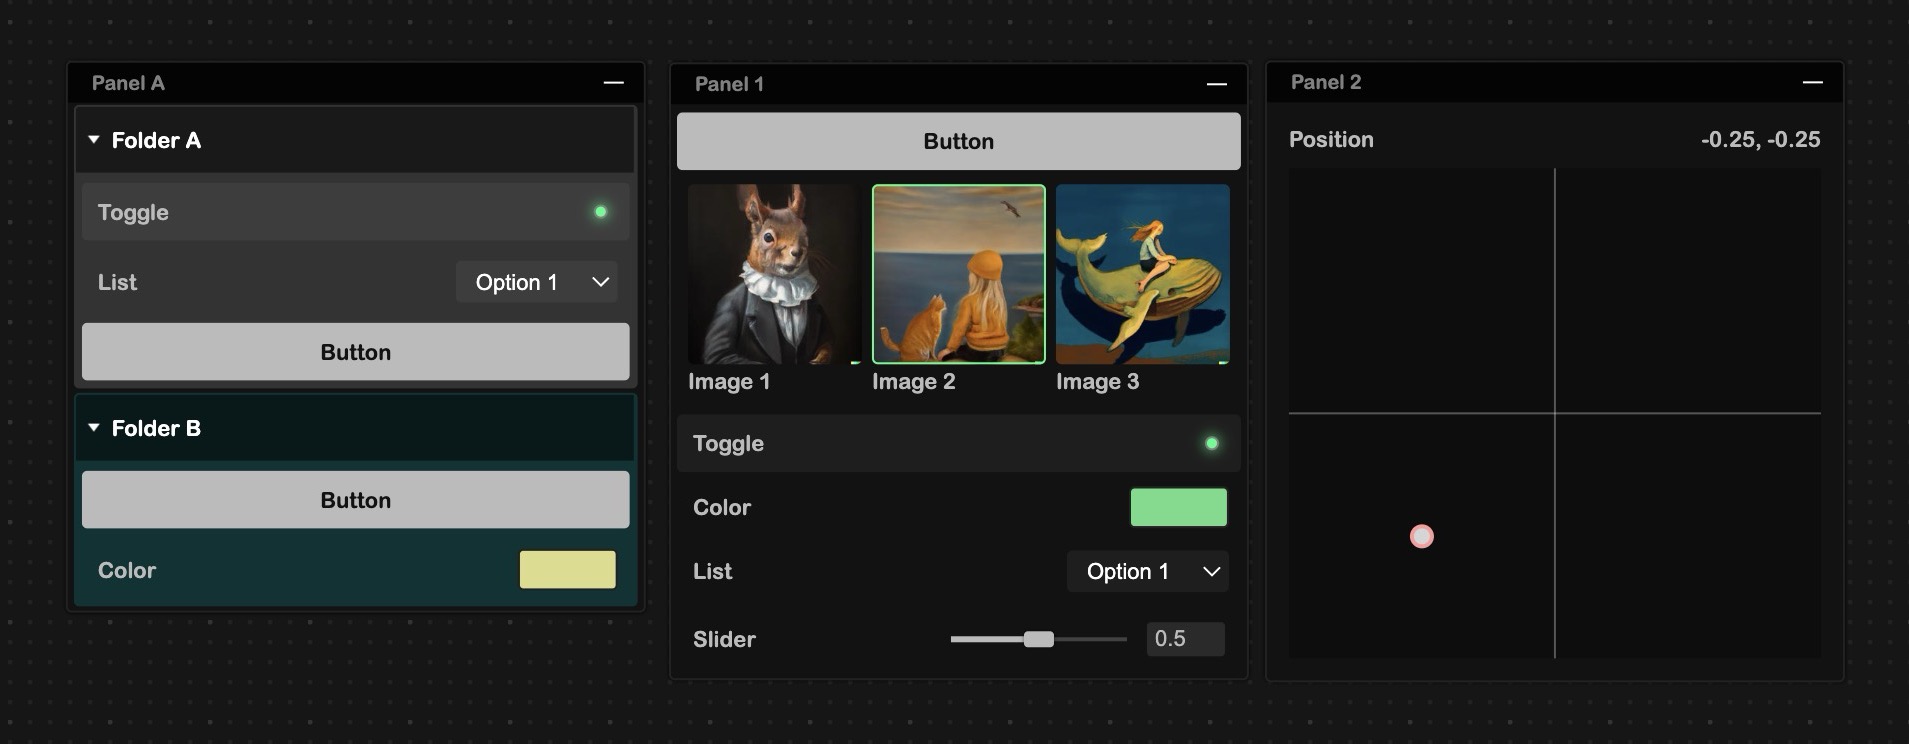 Panel A
Folder A
Toggle
List
Option 1
Button
Folder B
Button
Color
Panel 1
Button
Image 1
Image 2
Image 3
Toggle
Color
List
Option 1
Slider
0.5
Panel 2
Position
-0.25, -0.25